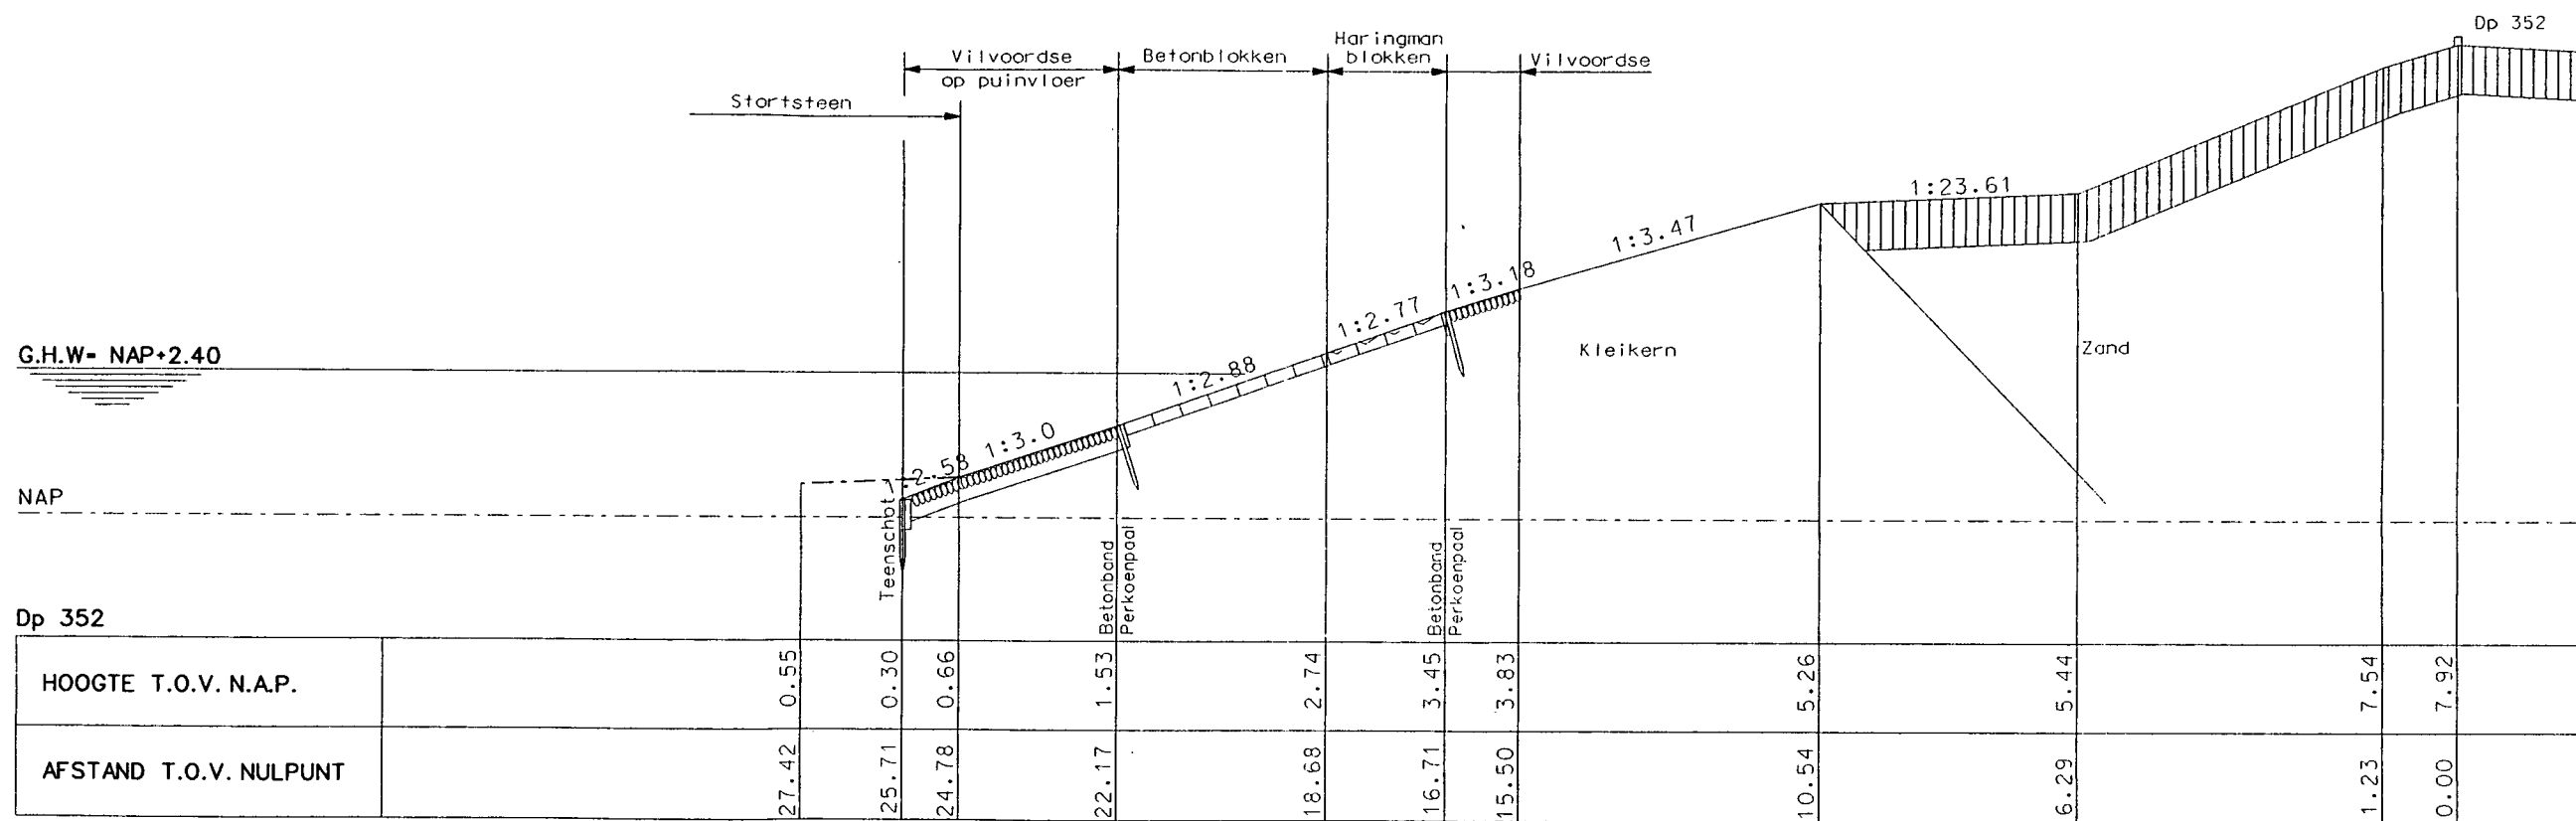 Dp 352
Haringman
Vilvoordse
Betonblokken
blokken
Vilvoordse
op puinvloer
Stortsteen
1:23.61
1:3.47
1:3.18
1:2.77
G.H.W= NAP+2.40
Kleikern
Zand
1:2.88
1:3.0
1:2.58
NAP
Teenschot
Betonband
Perkoenpaal
Betonband
Perkoenpaal
Dp 352
HOOGTE T.O.V. N.A.P.
0.55
0.30
0.66
1.53
2.74
3.45
3.83
5.26
5.44
7.54
7.92
AFSTAND T.O.V. NULPUNT
27.42
25.71
24.78
22.17
18.68
16.71
15.50
10.54
6.29
1.23
0.00